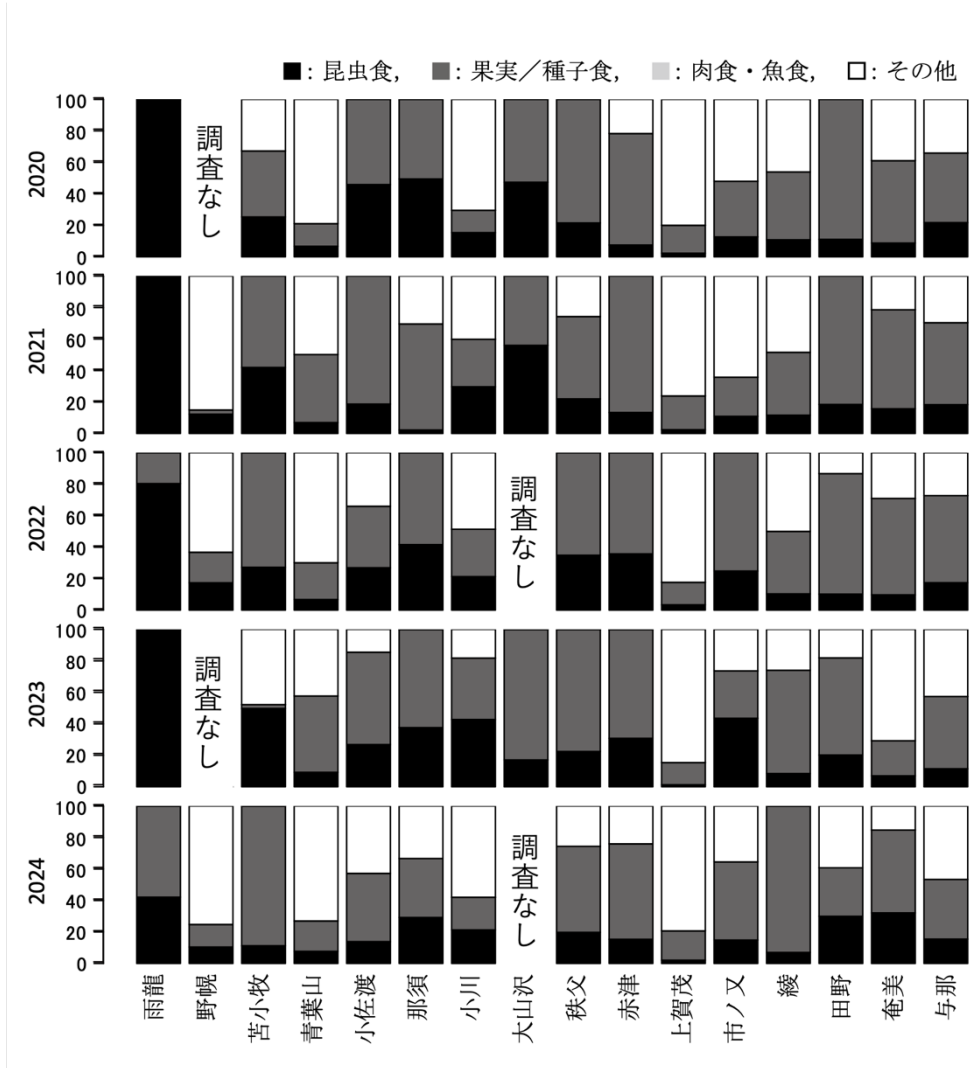 ■: 昆虫食, ■: 果実／種子食, ■: 肉食・魚食, □: その他
2020
100
80
60
40
20
0
調査なし
2021
100
80
60
40
20
0
2022
100
80
60
40
20
0
調査なし
2023
100
80
60
40
20
0
調査なし
2024
100
80
60
40
20
0
調査なし
雨龍
野幌
苫小牧
青葉山
小佐渡
那須
小川
大山沢
秩父
赤津
上賀茂
市ノ又
綾
田野
奄美
与那